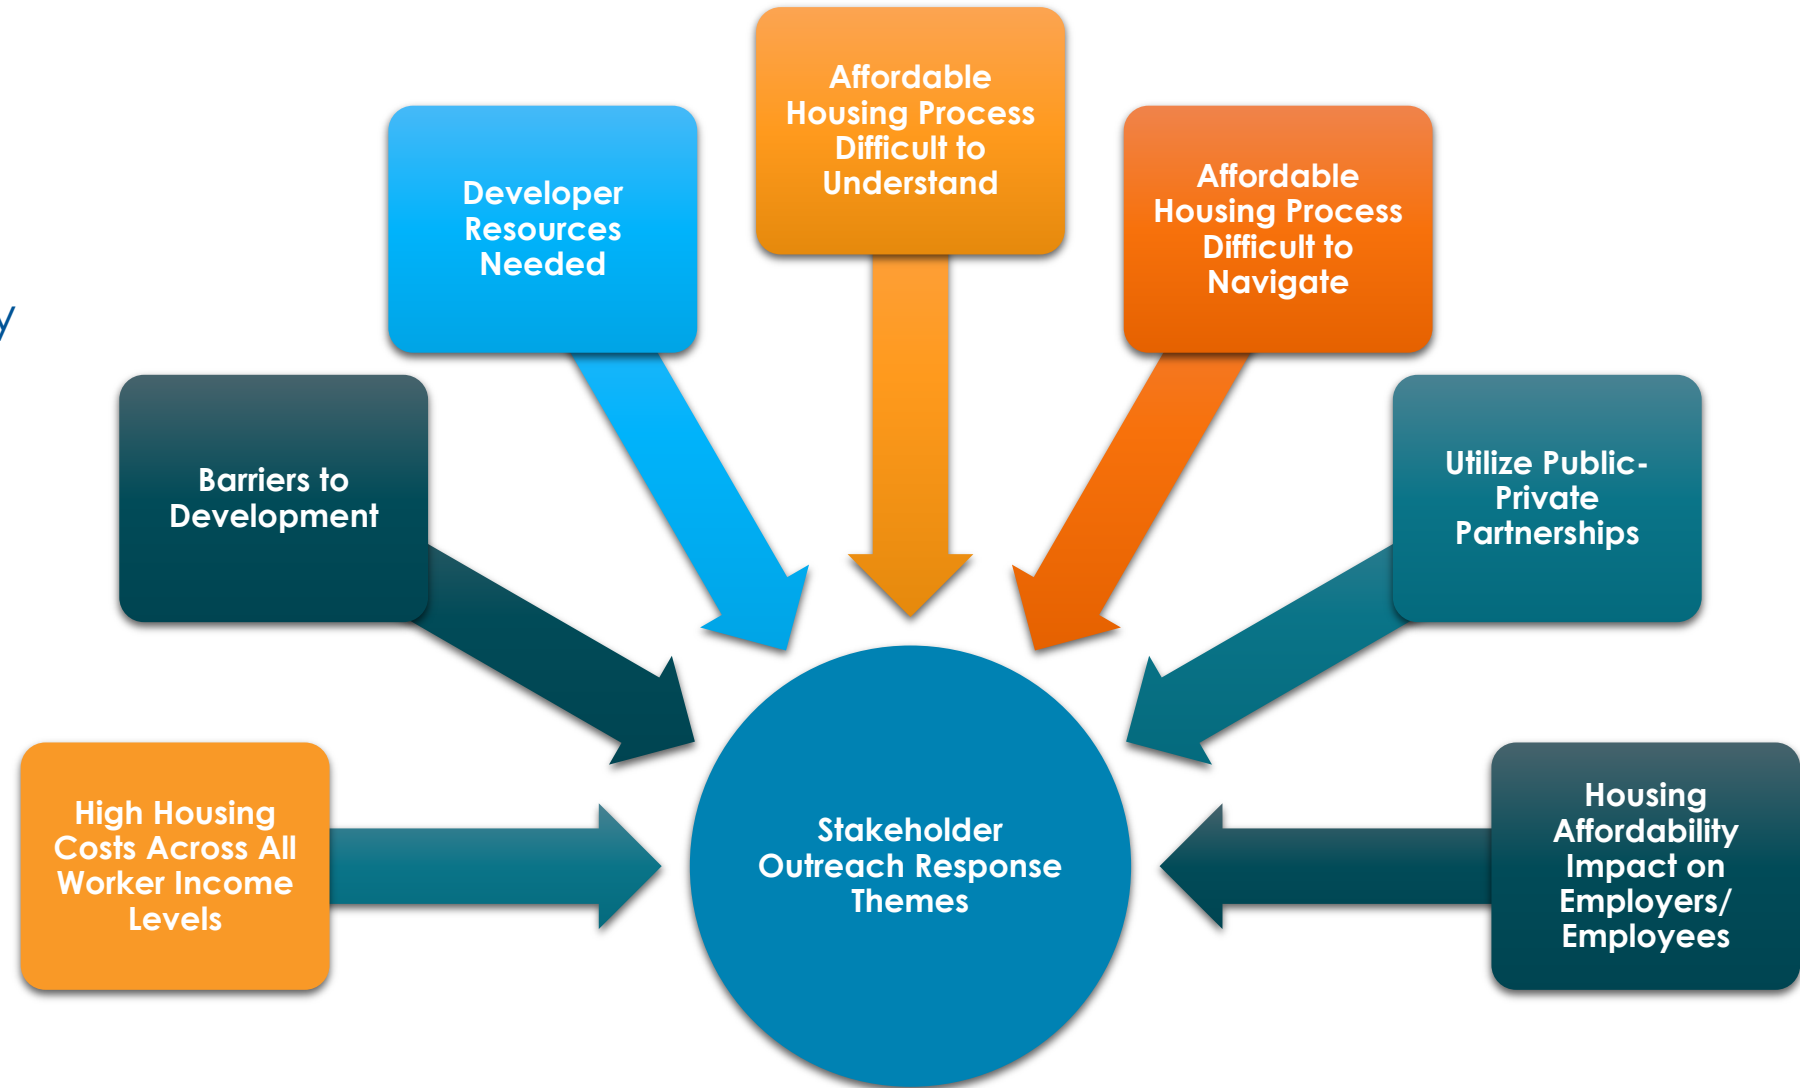 Affordable
Housing Process
Difficult to
Understand
Developer
Resources
Needed
Affordable
Housing Process
Difficult to
Navigate
Barriers to
Development
Utilize Public-
Private
Partnerships
High Housing
Costs Across All
Worker Income
Levels
Stakeholder
Outreach Response
Themes
Housing
Affordability
Impact on
Employers/
Employees